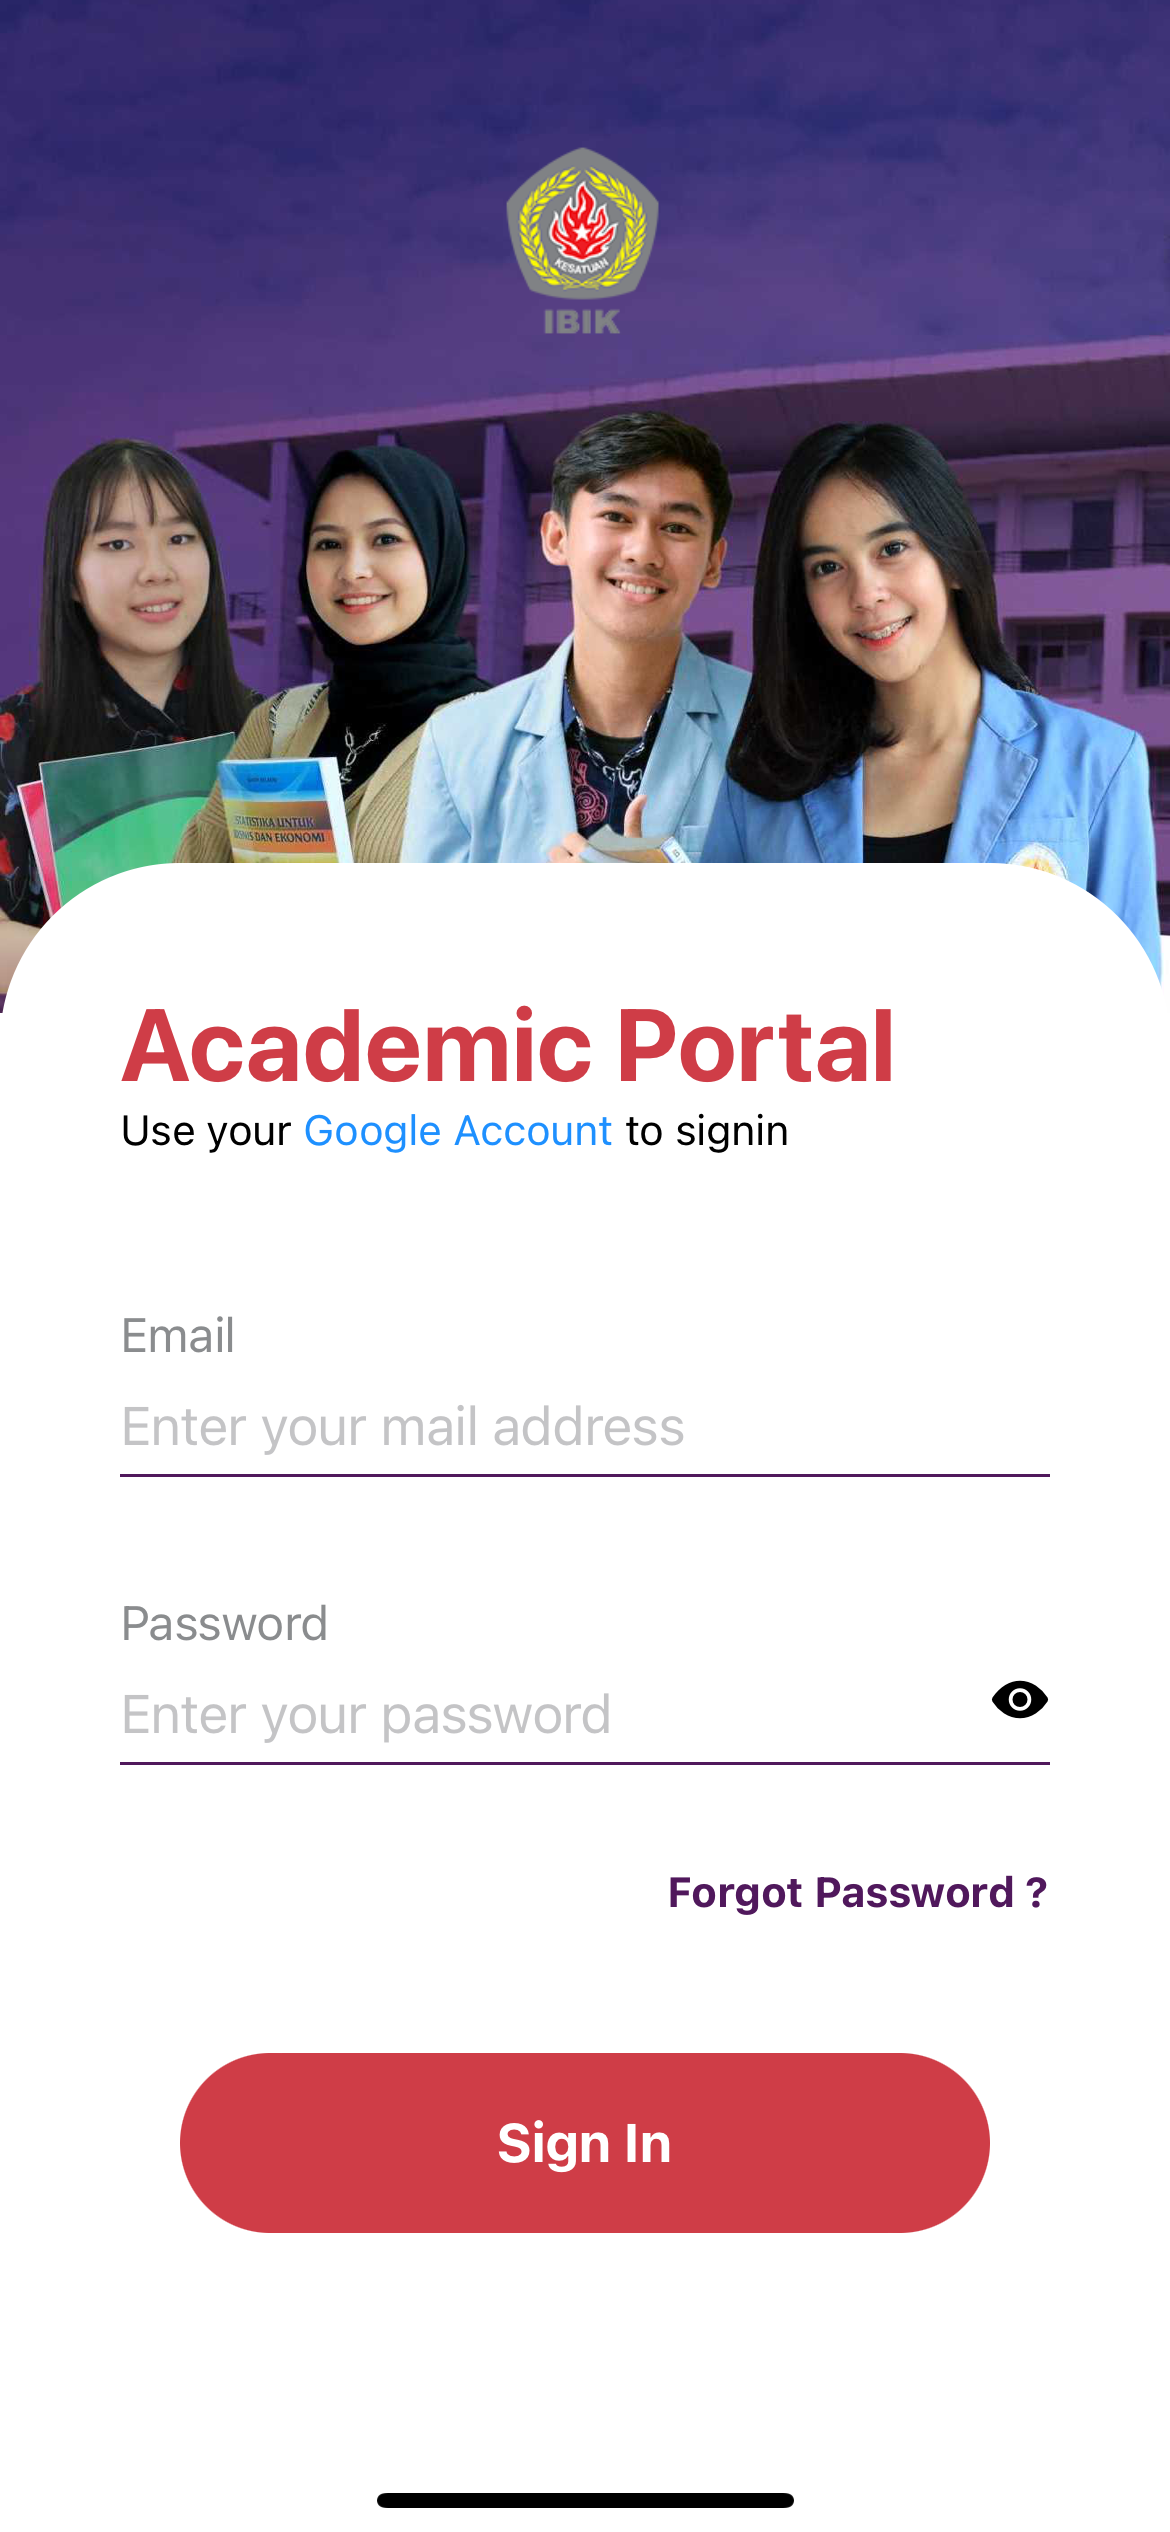 KESATUAN
IBIK
STATISTIKA UNTUK
BISNIS DAN EKONOMI
Academic Portal
Use your Google Account to signin
Email
Enter your mail address
Password
Enter your password
Forgot Password ?
Sign In